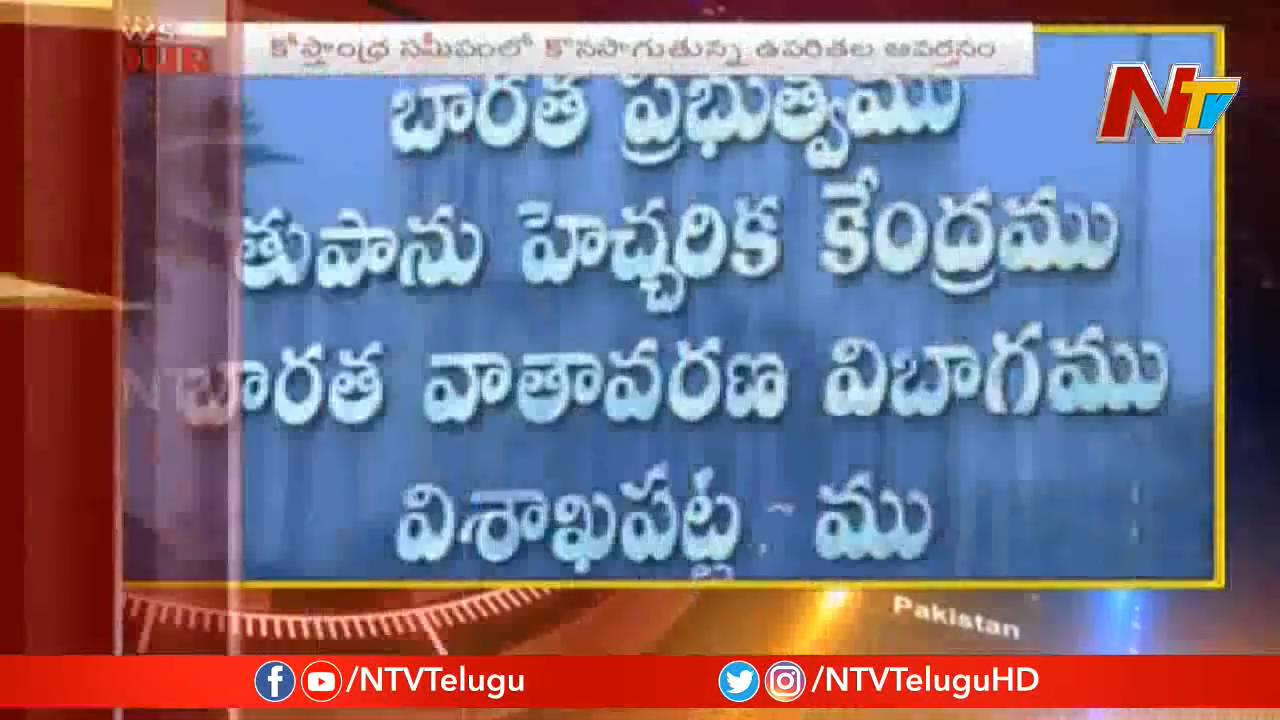 కోస్తాంధ్ర సమీపంలో కొనసాగుతున్న ఉపరితల ఆవర్తనం
NTV
భారత ప్రభుత్వము
తుపాను హెచ్చరిక కేంద్రము
భారత వాతావరణ విబాగము
విశాఖపట్ట ము
Pakistan
/NTVTelugu
/NTVTeluguHD